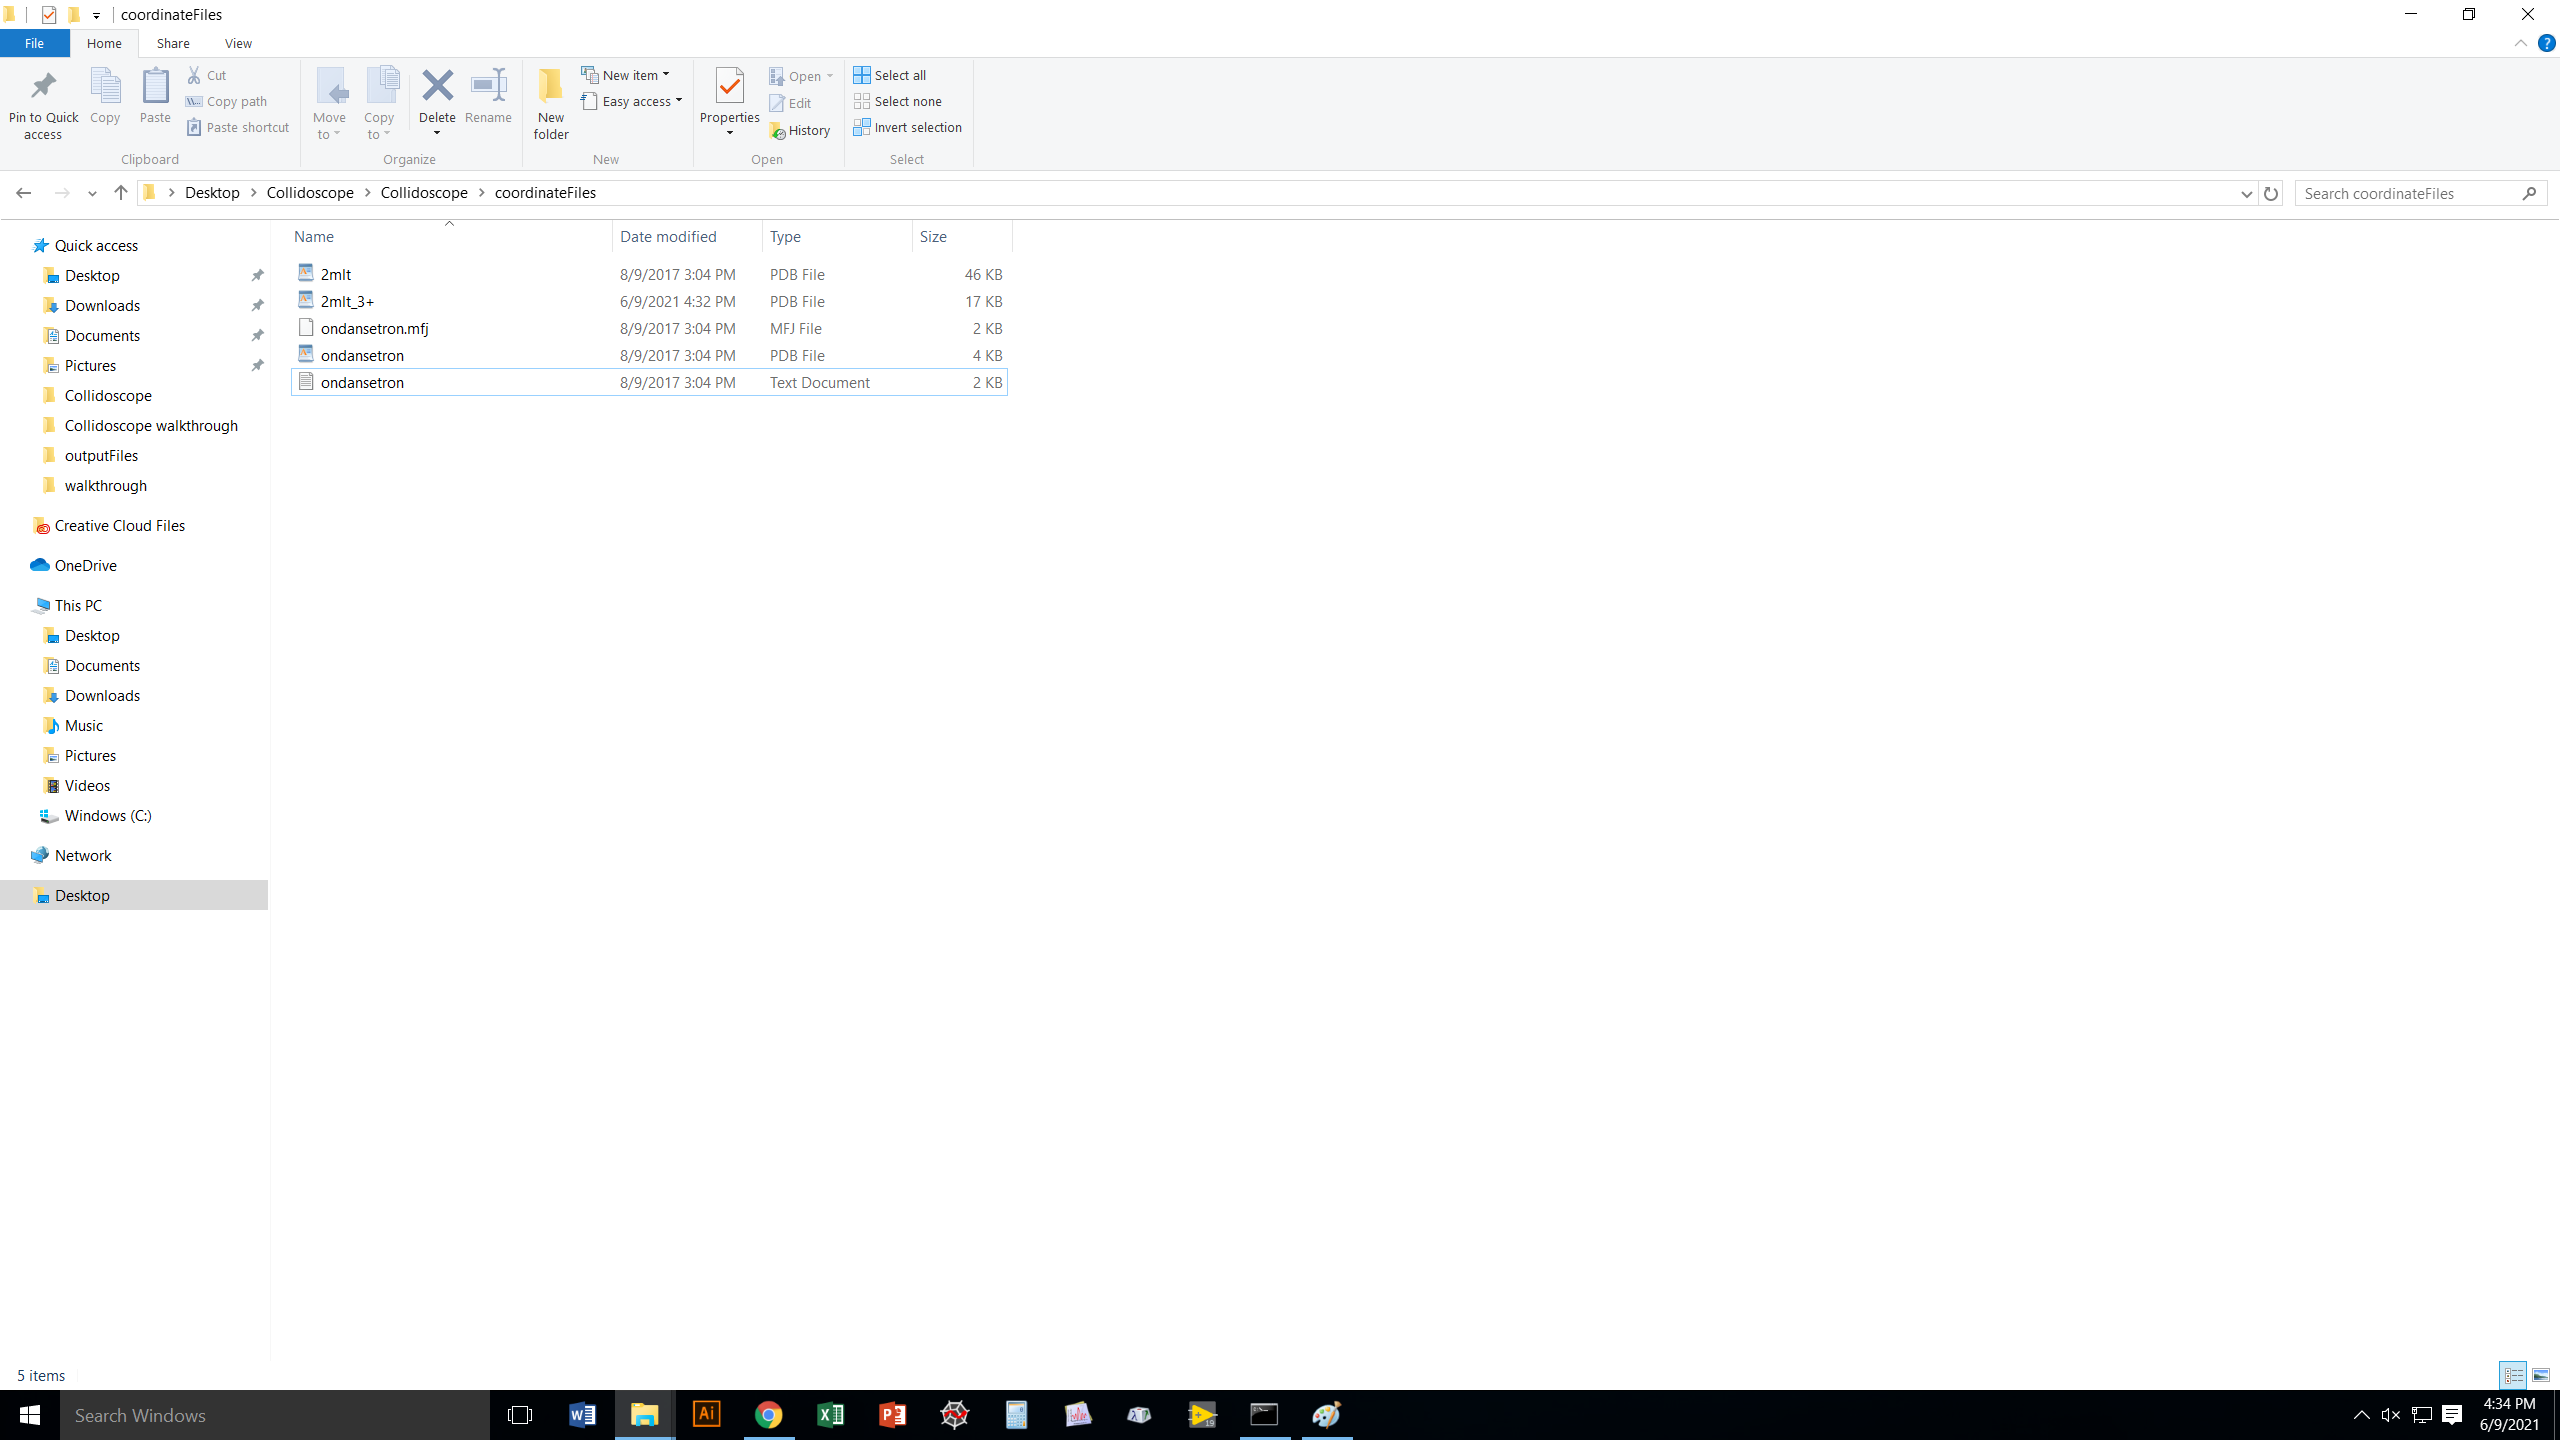 coordinateFiles
File Home Share View
Pin to Quick access
Copy
Paste
Cut
Copy path
Paste shortcut
Clipboard
Move to
Copy to
Delete
Rename
Organize
New folder
New item
Easy access
New
Properties
Open
Edit
History
Open
Select all
Select none
Invert selection
Select
Desktop > Collidoscope > Collidoscope > coordinateFiles
Search coordinateFiles
Quick access
Desktop
Downloads
Documents
Pictures
Collidoscope
Collidoscope walkthrough
outputFiles
walkthrough
Creative Cloud Files
OneDrive
This PC
Desktop
Documents
Downloads
Music
Pictures
Videos
Windows (C:)
Network
Desktop
Name Date modified Type Size
2mlt 8/9/2017 3:04 PM PDB File 46 KB
2mlt_3+ 6/9/2021 4:32 PM PDB File 17 KB
ondansetron.mfj 8/9/2017 3:04 PM MFJ File 2 KB
ondansetron 8/9/2017 3:04 PM PDB File 4 KB
ondansetron 8/9/2017 3:04 PM Text Document 2 KB
5 items
Search Windows
4:34 PM
6/9/2021